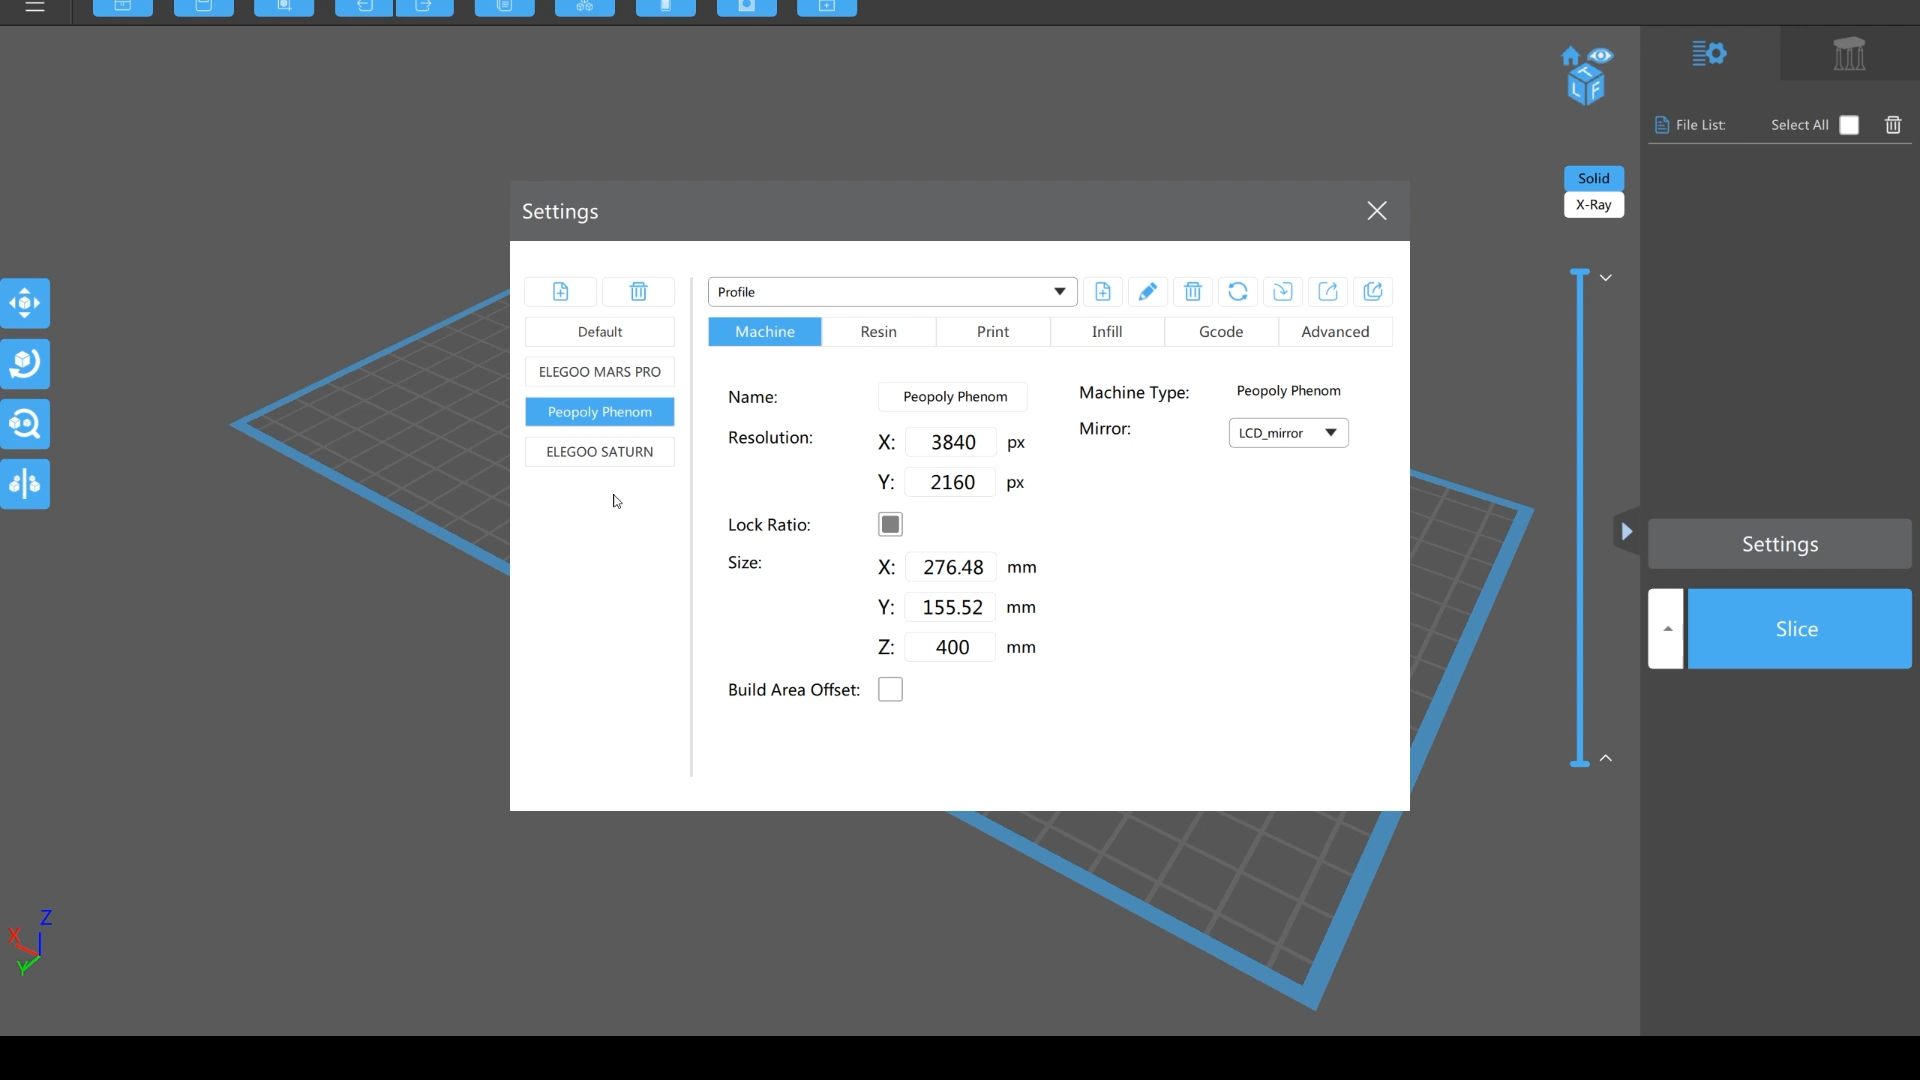 T
L F
File List: Select All
Solid
X-Ray
Settings
Profile
Default
Machine Resin Print Infill Gcode Advanced
ELEGOO MARS PRO
Peopoly Phenom
ELEGOO SATURN
Name: Peopoly Phenom
Machine Type: Peopoly Phenom
Resolution: X: 3840 px
Mirror: LCD_mirror
Y: 2160 px
Lock Ratio:
Size: X: 276.48 mm
Y: 155.52 mm
Z: 400 mm
Build Area Offset:
Settings
Slice
Z
X
Y